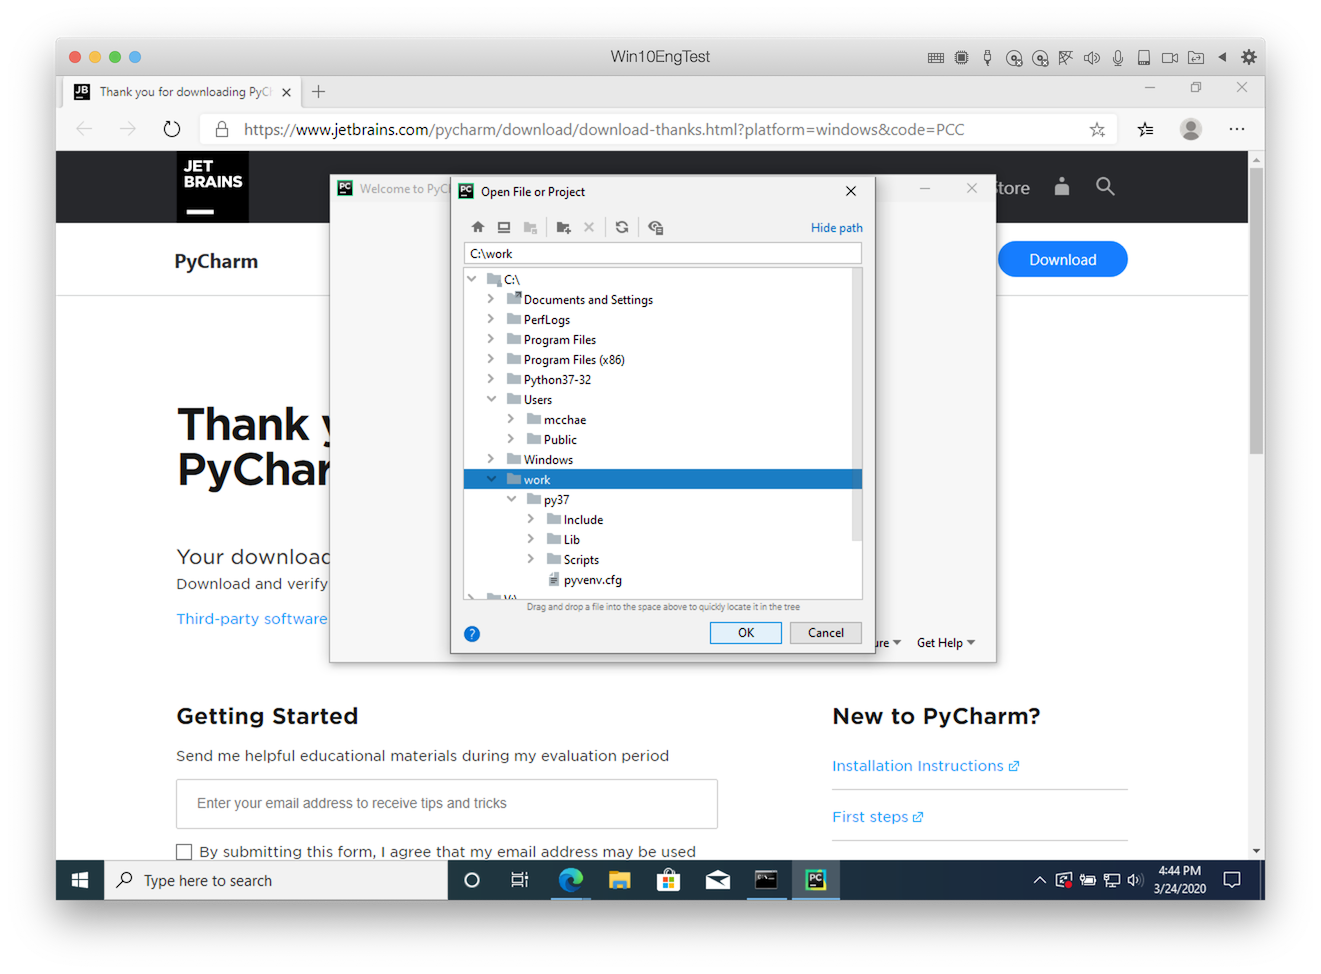 Win10EngTest
JB
Thank you for downloading PyC
https://www.jetbrains.com/pycharm/download/download-thanks.html?platform=windows&code=PCC
JET
BRAINS
PC
Welcome to PyC
Store
PyCharm
Download
Thank y
PyChar
Your download
Download and verify
Third-party software
PC
Open File or Project
Hide path
C:\work
C:\
Documents and Settings
PerfLogs
Program Files
Program Files (x86)
Python37-32
Users
mcchae
Public
Windows
work
py37
Include
Lib
Scripts
pyvenv.cfg
Drag and drop a file into the space above to quickly locate it in the tree
?
OK
Cancel
ure
Get Help
Getting Started
Send me helpful educational materials during my evaluation period
Enter your email address to receive tips and tricks
By submitting this form, I agree that my email address may be used
New to PyCharm?
Installation Instructions
First steps
Type here to search
PC
4:44 PM
3/24/2020